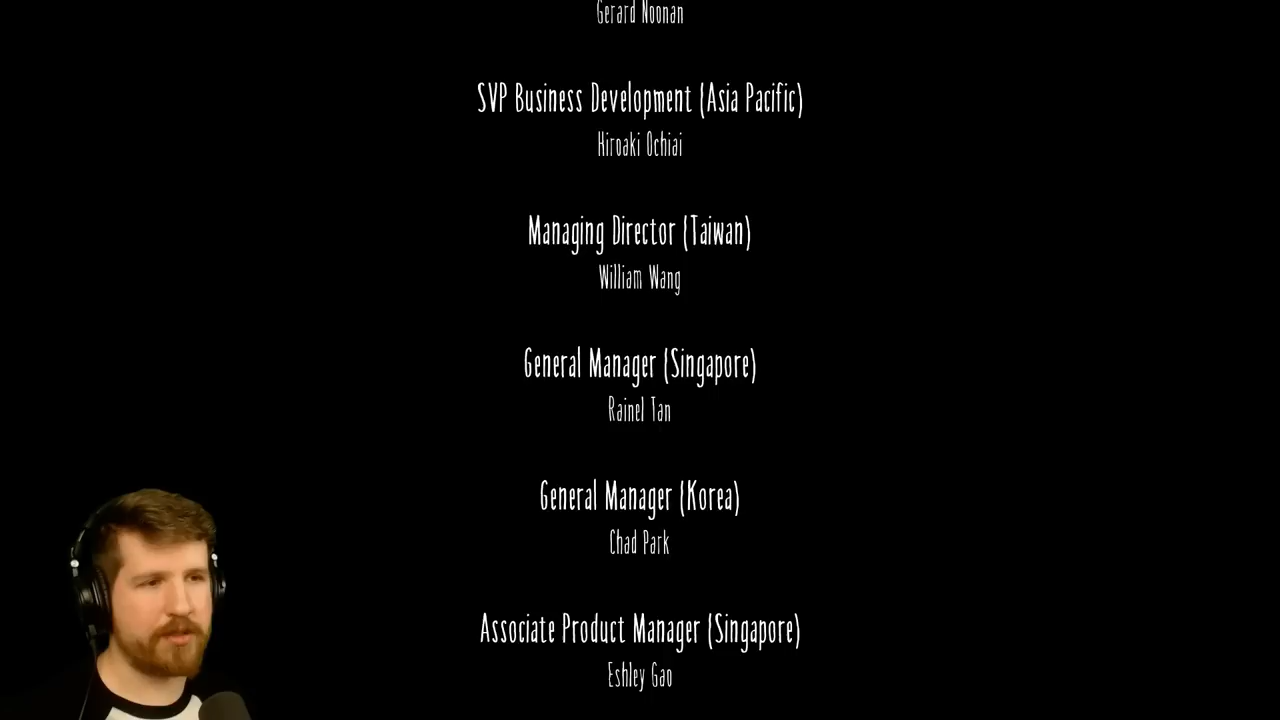 Gerard Noonan
SVP Business Development (Asia Pacific)
Hiroaki Ochiai
Managing Director (Taiwan)
William Wang
General Manager (Singapore)
Rainel Tan
General Manager (Korea)
Chad Park
Associate Product Manager (Singapore)
Eshley Gao